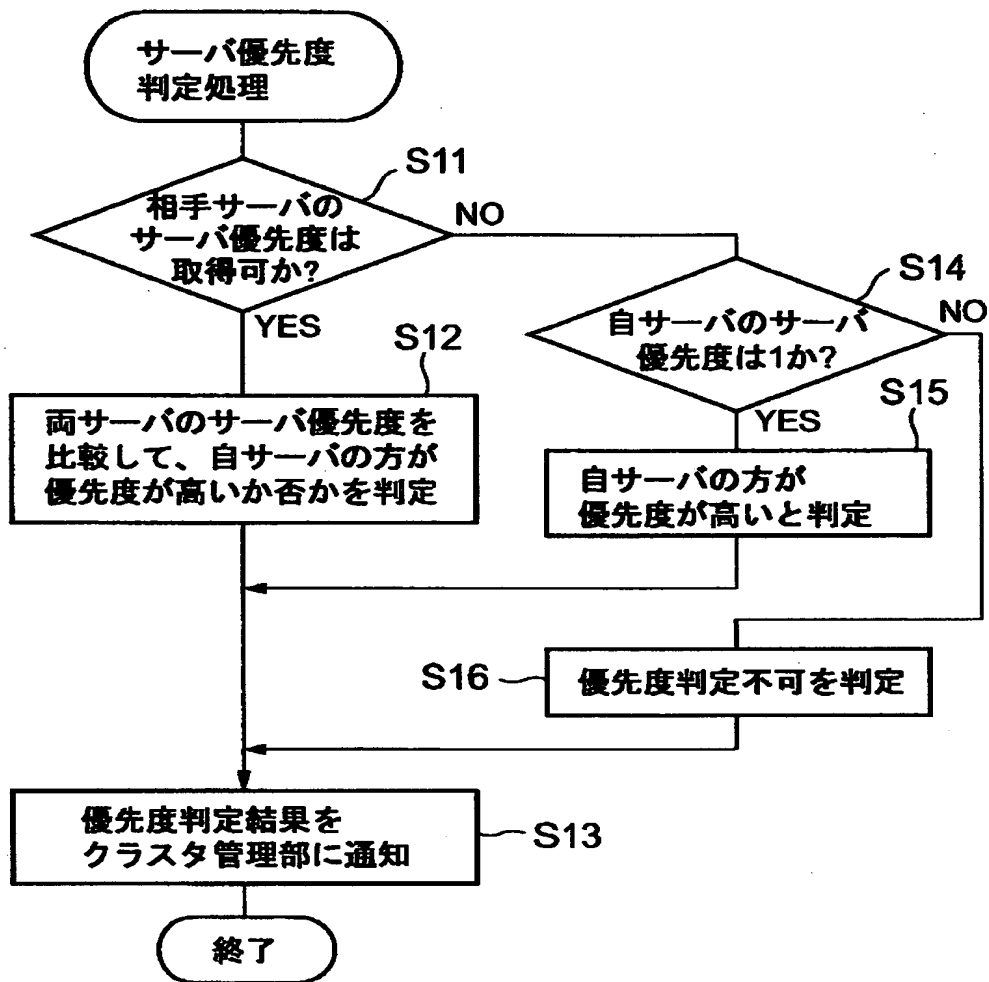 サーバ優先度
判定処理
S11
相手サーバの
サーバ優先度は
取得可か?
NO
YES
S14
自サーバのサーバ
優先度は1か?
NO
YES
S12
両サーバのサーバ優先度を
比較して、自サーバの方が
優先度が高いか否かを判定
S15
自サーバの方が
優先度が高いと判定
S16
優先度判定不可を判定
優先度判定結果を
クラスタ管理部に通知
S13
終了